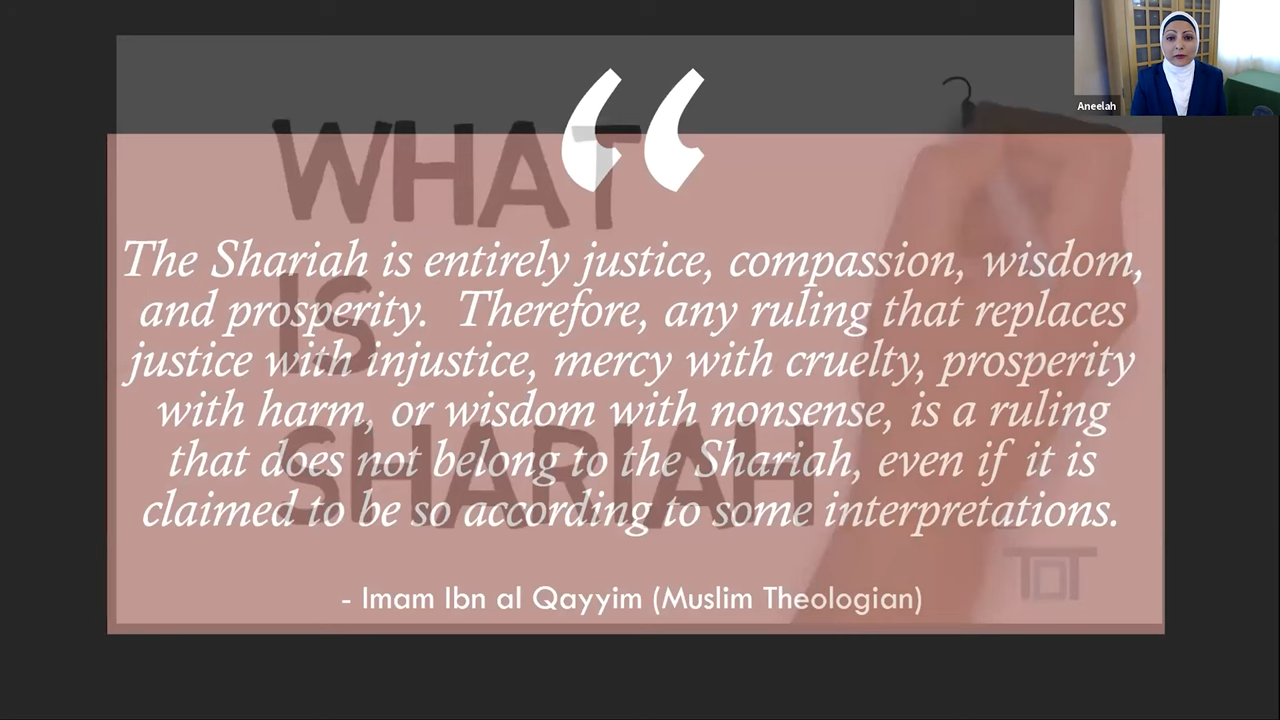 Aneelah
WHAT
IS
SHARIAH
“
The Shariah is entirely justice, compassion, wisdom,
and prosperity. Therefore, any ruling that replaces
justice with injustice, mercy with cruelty, prosperity
with harm, or wisdom with nonsense, is a ruling
that does not belong to the Shariah, even if it is
claimed to be so according to some interpretations.
- Imam Ibn al Qayyim (Muslim Theologian)
TOT